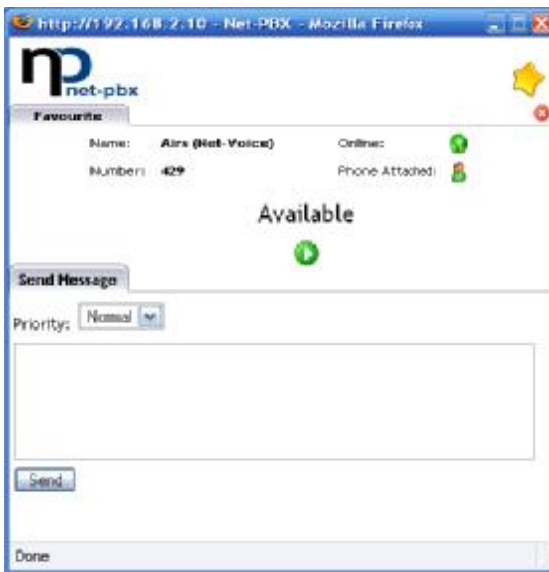 http://192.168.2.10 - Net-PBX - Mozilla Firefox
np
net-pbx
Favourite
Name: Airs (Net-Voice) Online:
Number: 429 Phone Attached:
Available
Send Message
Priority: Normal
Send
Done